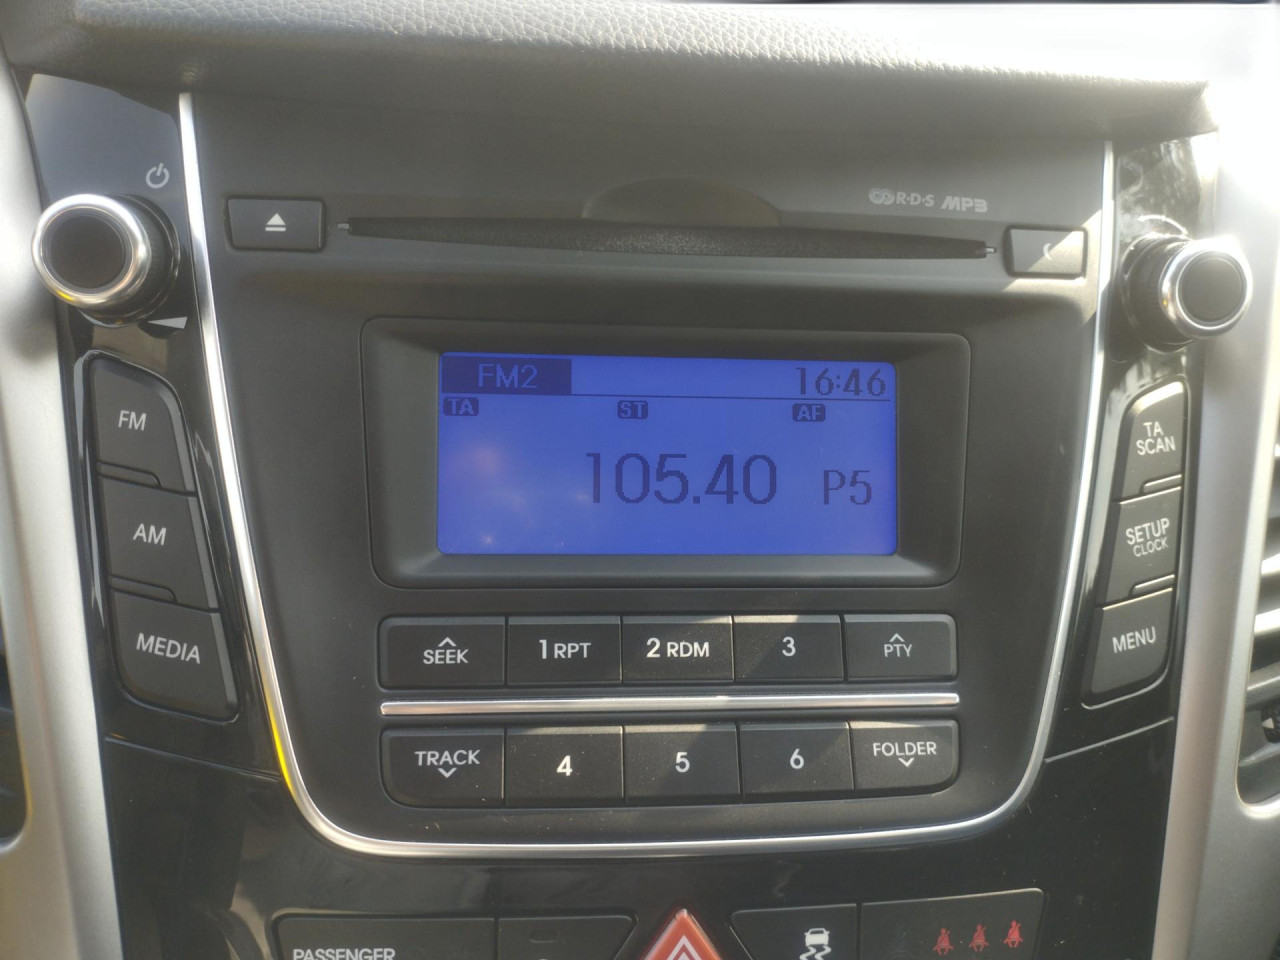 R·D·S MP3
FM2
16:46
TA
ST
AF
105.40
P5
FM
AM
MEDIA
TA
SCAN
SETUP
CLOCK
MENU
SEEK
1 RPT
2 RDM
3
PTY
TRACK
4
5
6
FOLDER
PASSENGER